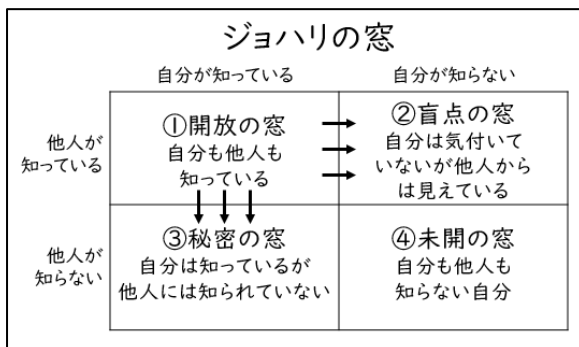 ジョハリの窓
自分が知っている
自分が知らない
他人が
知っている
①開放の窓
自分も他人も
知っている
②盲点の窓
自分は気付いて
いないが他人から
は見えている
他人が
知らない
③秘密の窓
自分は知っているが
他人には知られていない
④未開の窓
自分も他人も
知らない自分